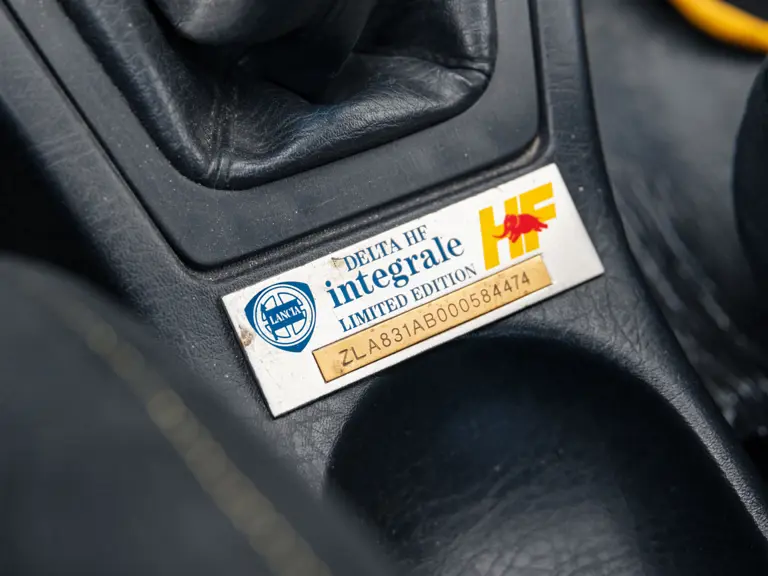 DELTA HF
integrale
LIMITED EDITION
HF
LANCIA
ZLA831AB000584474